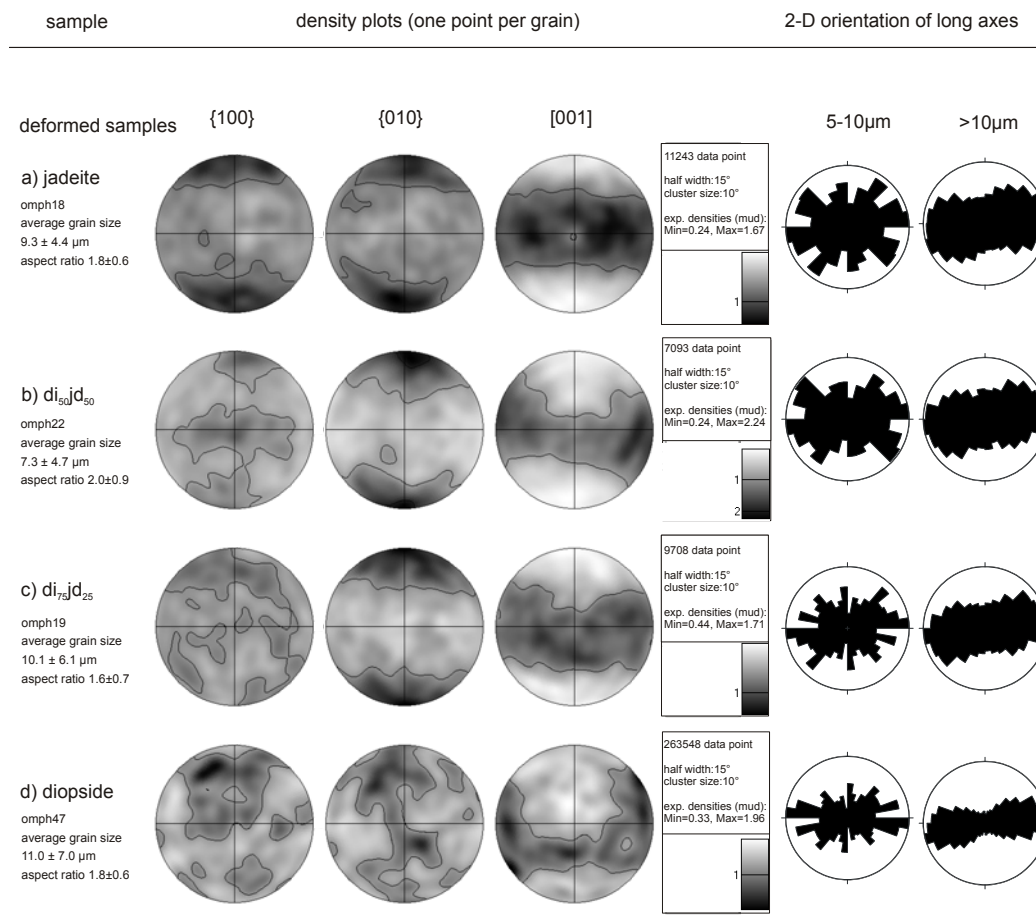 sample density plots (one point per grain) 2-D orientation of long axes
deformed samples {100} {010} [001] 5-10µm >10µm
a) jadeite
omph18
average grain size
9.3 ± 4.4 µm
aspect ratio 1.8±0.6
11243 data point
half width:15°
cluster size:10°
exp. densities (mud):
Min=0.24, Max=1.67
1
b) di₅₀jd₅₀
omph22
average grain size
7.3 ± 4.7 µm
aspect ratio 2.0±0.9
7093 data point
half width:15°
cluster size:10°
exp. densities (mud):
Min=0.24, Max=2.24
1
2
c) di₇₅jd₂₅
omph19
average grain size
10.1 ± 6.1 µm
aspect ratio 1.6±0.7
9708 data point
half width:15°
cluster size:10°
exp. densities (mud):
Min=0.44, Max=1.71
1
d) diopside
omph47
average grain size
11.0 ± 7.0 µm
aspect ratio 1.8±0.6
263548 data point
half width:15°
cluster size:10°
exp. densities (mud):
Min=0.33, Max=1.96
1